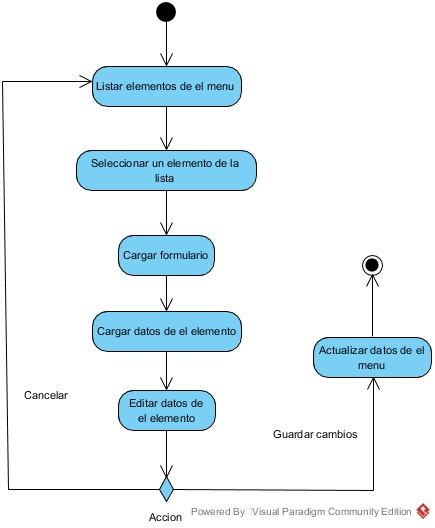 Listar elementos de el menu
Seleccionar un elemento de la
lista
Cargar formulario
Cargar datos de el elemento
Actualizar datos de el
menu
Editar datos de
el elemento
Cancelar
Guardar cambios
Accion
Powered By Visual Paradigm Community Edition